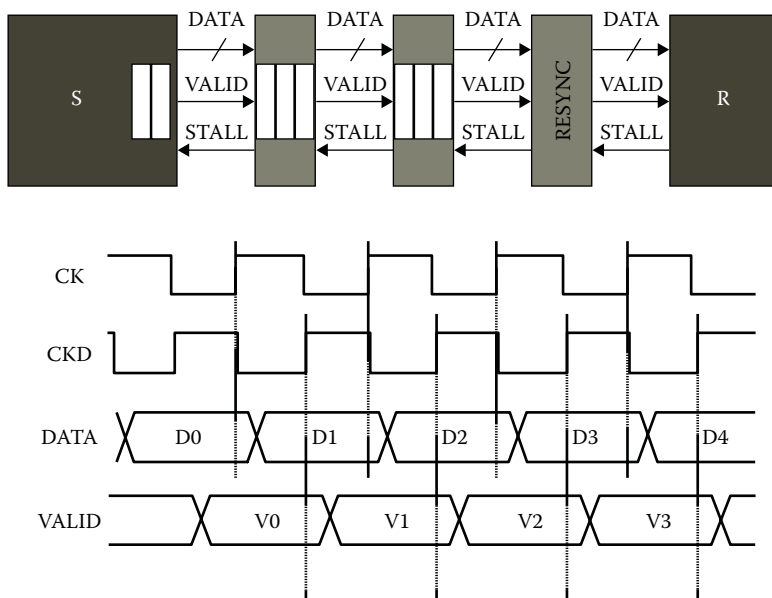 DATA DATA DATA DATA
S VALID VALID VALID RESYNC VALID R
STALL STALL STALL STALL
CK
CKD
DATA D0 D1 D2 D3 D4
VALID V0 V1 V2 V3